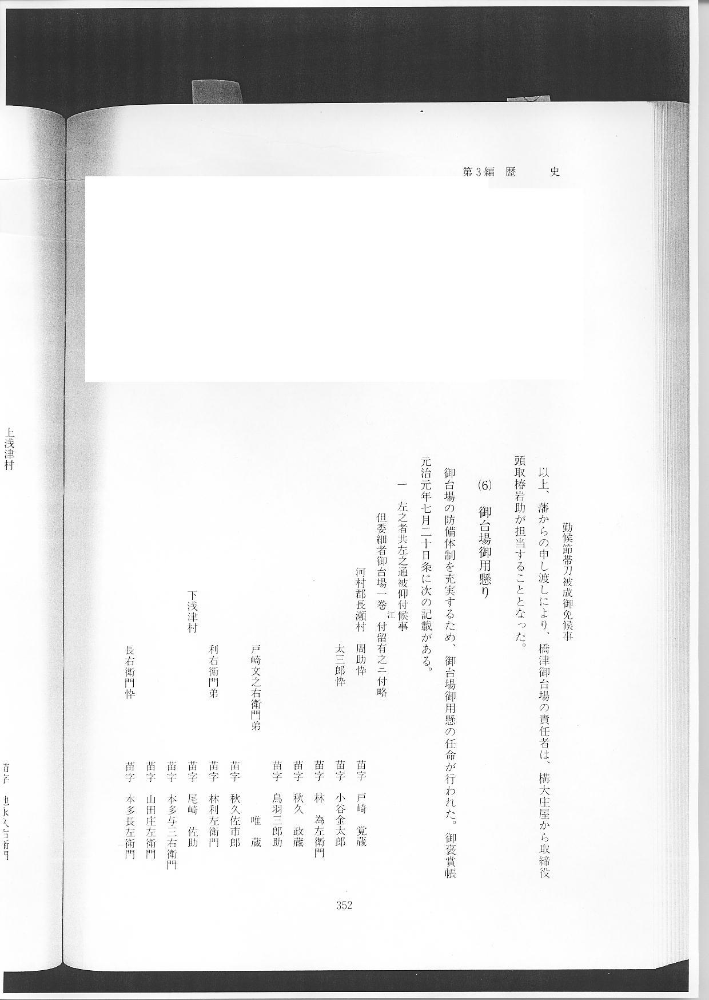 第3編 歴 史
勤候節帯刀被成御免候事
以上、藩からの申し渡しにより、橋津御台場の責任者は、構大庄屋から取締役
頭取椿岩助が担当することとなった。
(6) 御台場御用懸り
御台場の防備体制を充実するため、御台場御用懸の任命が行われた。御褒賞帳
元治元年七月二十日条に次の記載がある。
一 左之者共左之通被仰付候事
但委細者御台場一巻江付留有之ニ付略
河村郡長瀬村 周助悴 苗字 戸崎 覚蔵
太三郎悴 苗字 小谷金太郎
苗字 林 為左衛門
苗字 秋久 政蔵
苗字 鳥羽三郎助
戸崎文之右衛門弟 唯 蔵
苗字 秋久佐市郎
利右衛門弟 苗字 林利左衛門
下浅津村 苗字 尾崎 佐助
苗字 本多与三右衛門
苗字 山田庄左衛門
長右衛門悴 苗字 本多長左衛門
352
上浅津村